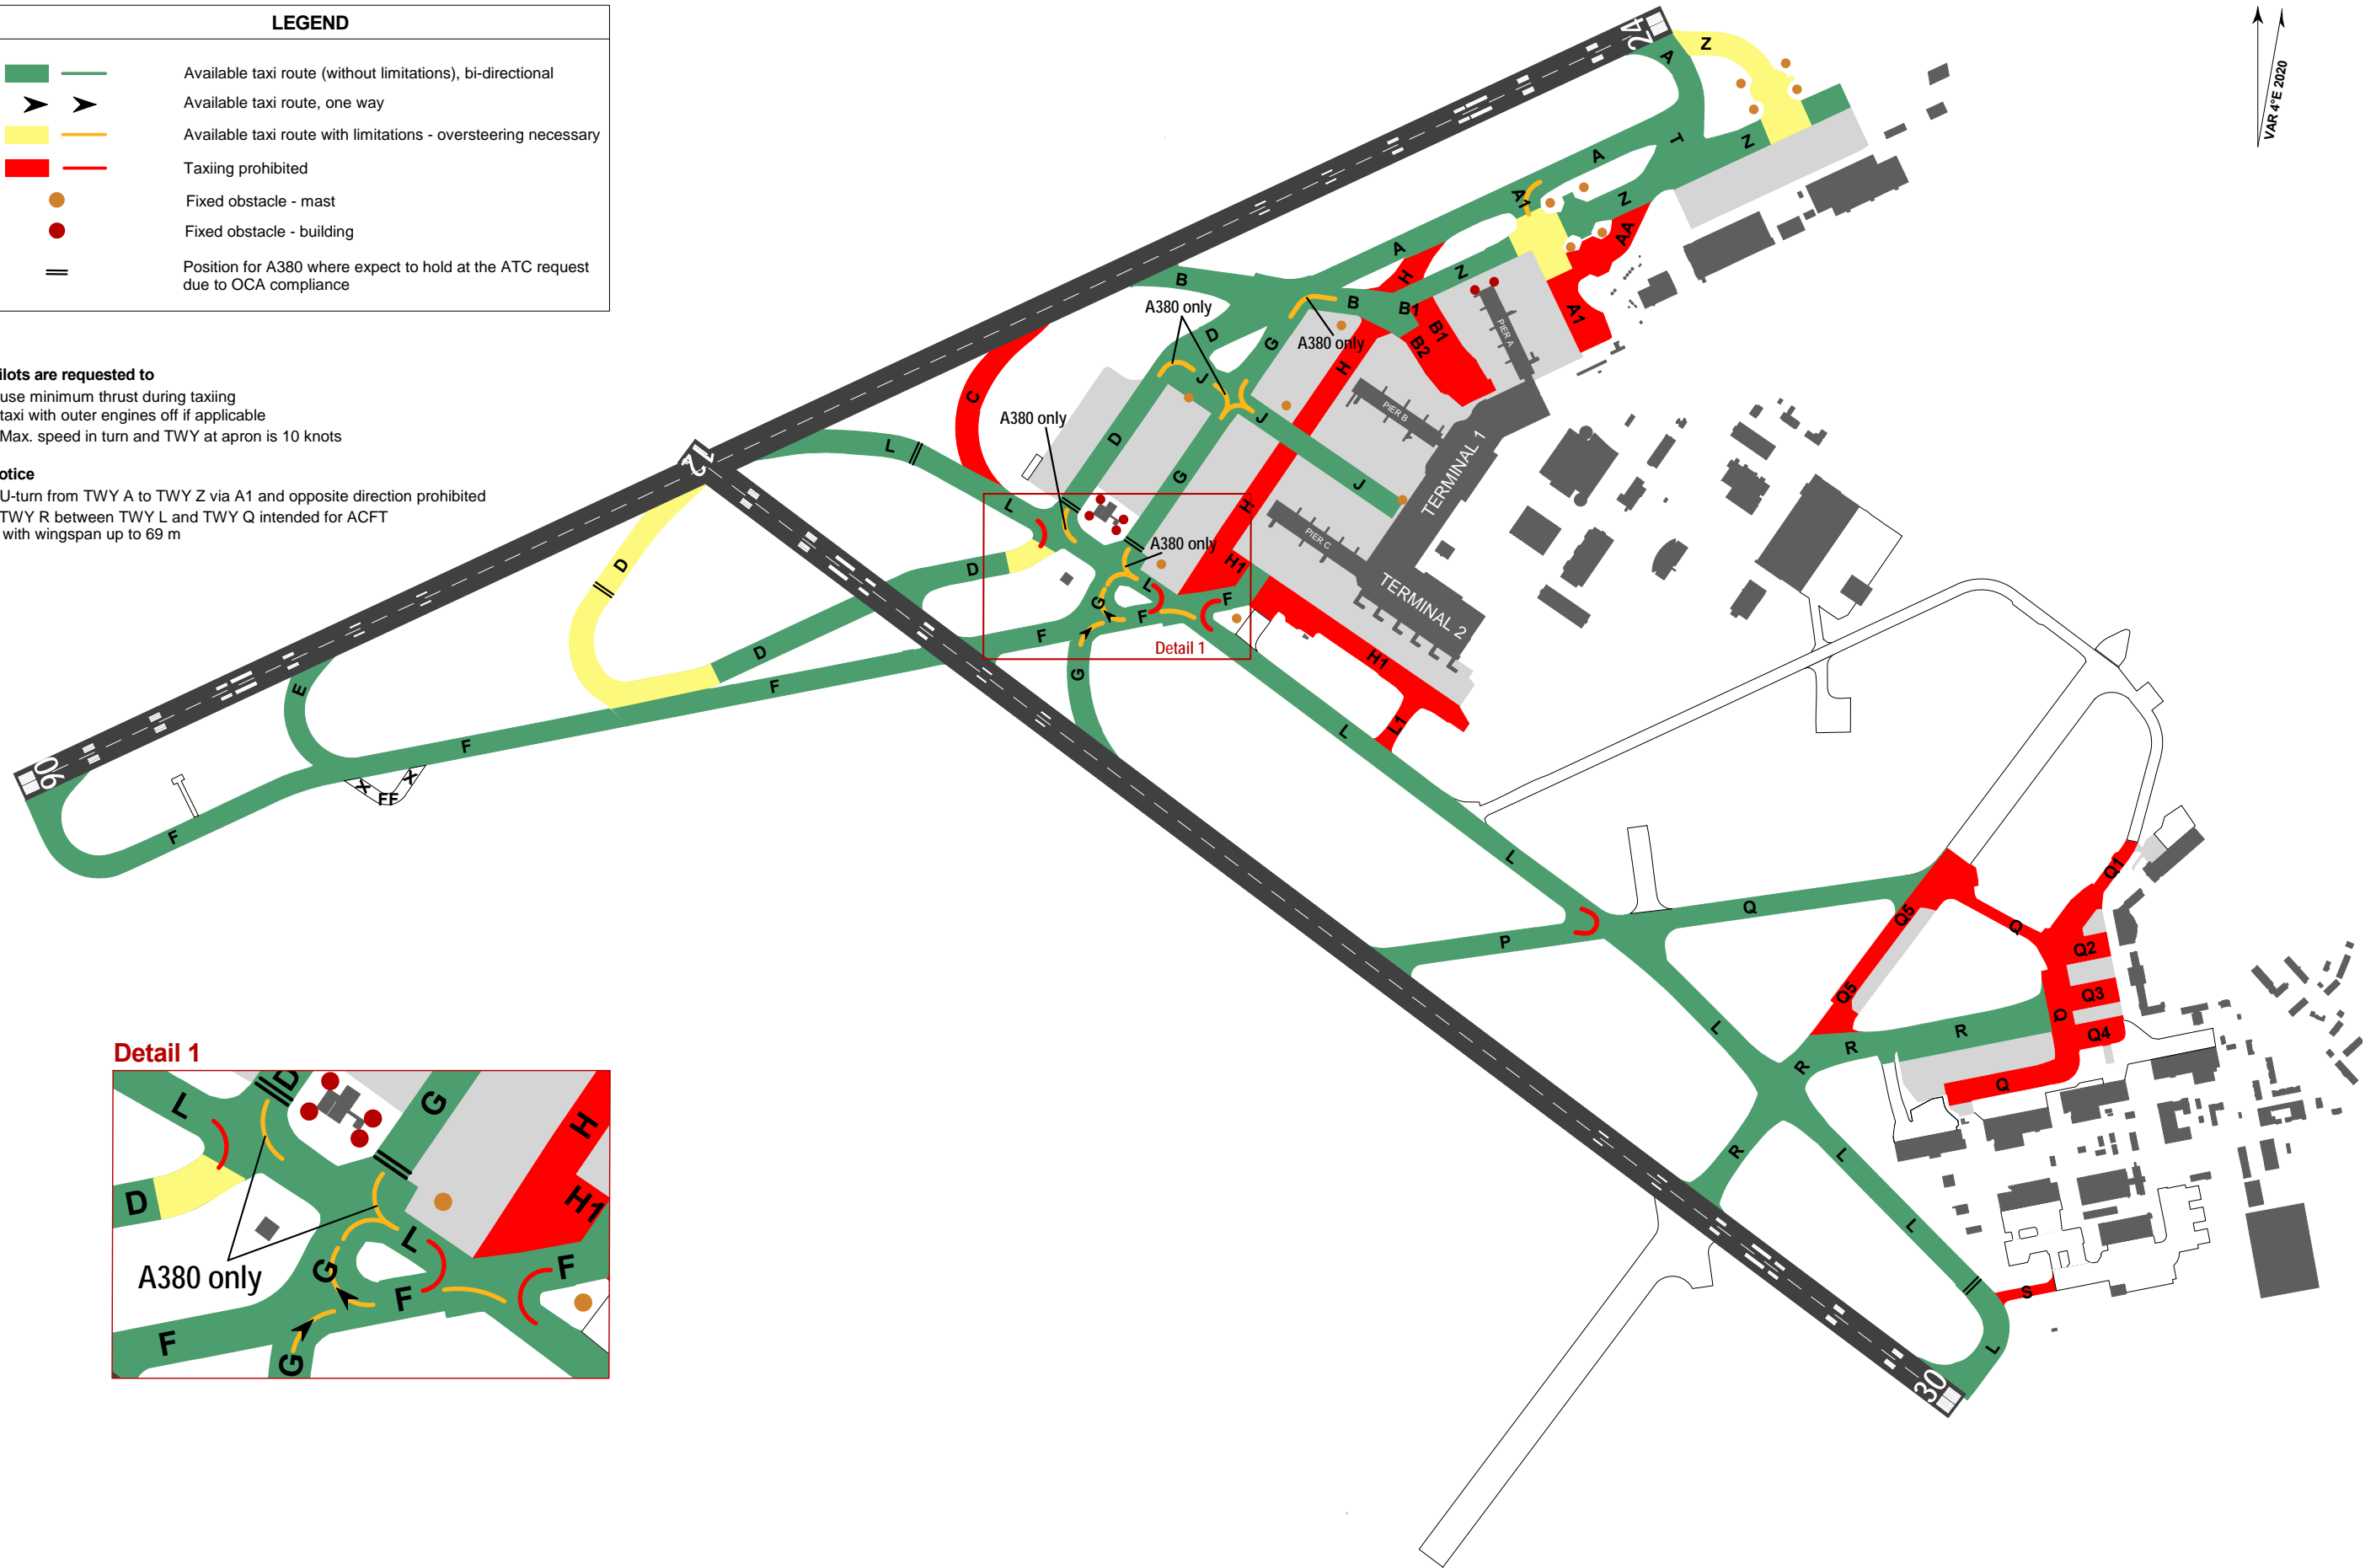 LEGEND
Available taxi route (without limitations), bi-directional
Available taxi route, one way
Available taxi route with limitations - oversteering necessary
Taxiing prohibited
Fixed obstacle - mast
Fixed obstacle - building
Position for A380 where expect to hold at the ATC request
due to OCA compliance
ilots are requested to
use minimum thrust during taxiing
taxi with outer engines off if applicable
Max. speed in turn and TWY at apron is 10 knots
otice
U-turn from TWY A to TWY Z via A1 and opposite direction prohibited
TWY R between TWY L and TWY Q intended for ACFT
with wingspan up to 69 m
VAR 4°E 2020
24
A
Z
T
Z
A
A1
Z
AA
A
H
Z
A1
B
B
B1
B1
B2
PIER A
A380 only
D
G
A380 only
H
J
PIER B
J
C
A380 only
D
L
G
J
TERMINAL 1
12
L
H
PIER C
A380 only
H1
TERMINAL 2
D
D
L
G
F
F
F
Detail 1
D
F
G
H1
L1
L
E
F
06
X
FF
X
F
L
Q
P
Q5
Q
Q1
Q2
Q3
Q4
Q
Q5
L
R
R
R
Q
R
L
L
S
L
30
Detail 1
L
D
G
H
H1
D
L
G
F
F
A380 only
F
G